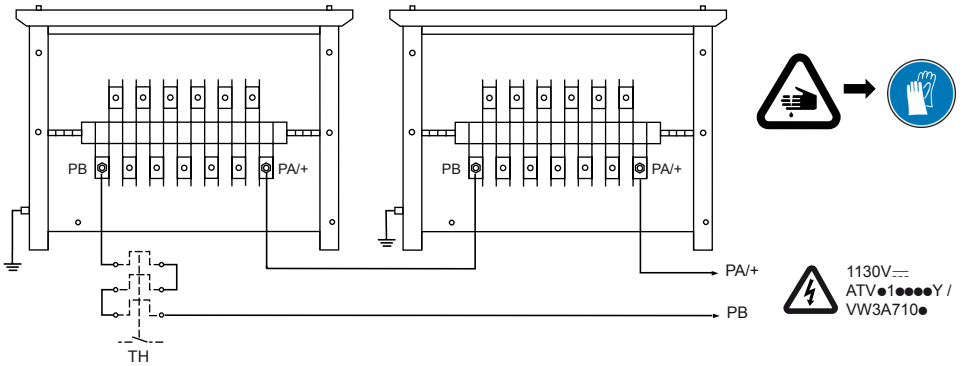 PB
PA/+
PB
PA/+
PA/+
PB
TH
1130V⎓
ATV●1●●●●Y /
VW3A710●